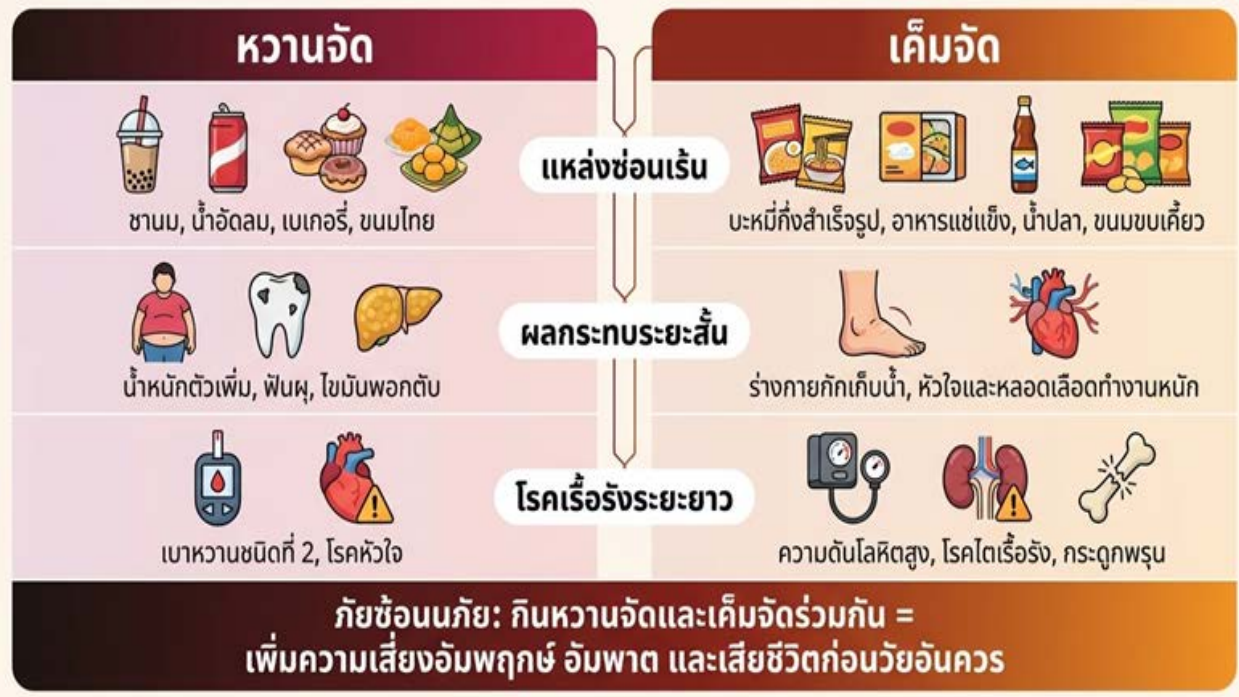 หวานจัด
เค็มจัด
แหล่งซ่อนเร้น
ชานม, น้ำอัดลม, เบเกอรี่, ขนมไทย
บะหมี่กึ่งสำเร็จรูป, อาหารแช่แข็ง, น้ำปลา, ขนมขบเคี้ยว
ผลกระทบระยะสั้น
น้ำหนักตัวเพิ่ม, ฟันผุ, ไขมันพอกตับ
ร่างกายกักเก็บน้ำ, หัวใจและหลอดเลือดทำงานหนัก
โรคเรื้อรังระยะยาว
เบาหวานชนิดที่ 2, โรคหัวใจ
ความดันโลหิตสูง, โรคไตเรื้อรัง, กระดูกพรุน
ภัยซ้อนนภัย: กินหวานจัดและเค็มจัดร่วมกัน =
เพิ่มความเสี่ยงอัมพฤกษ์ อัมพาต และเสียชีวิตก่อนวัยอันควร